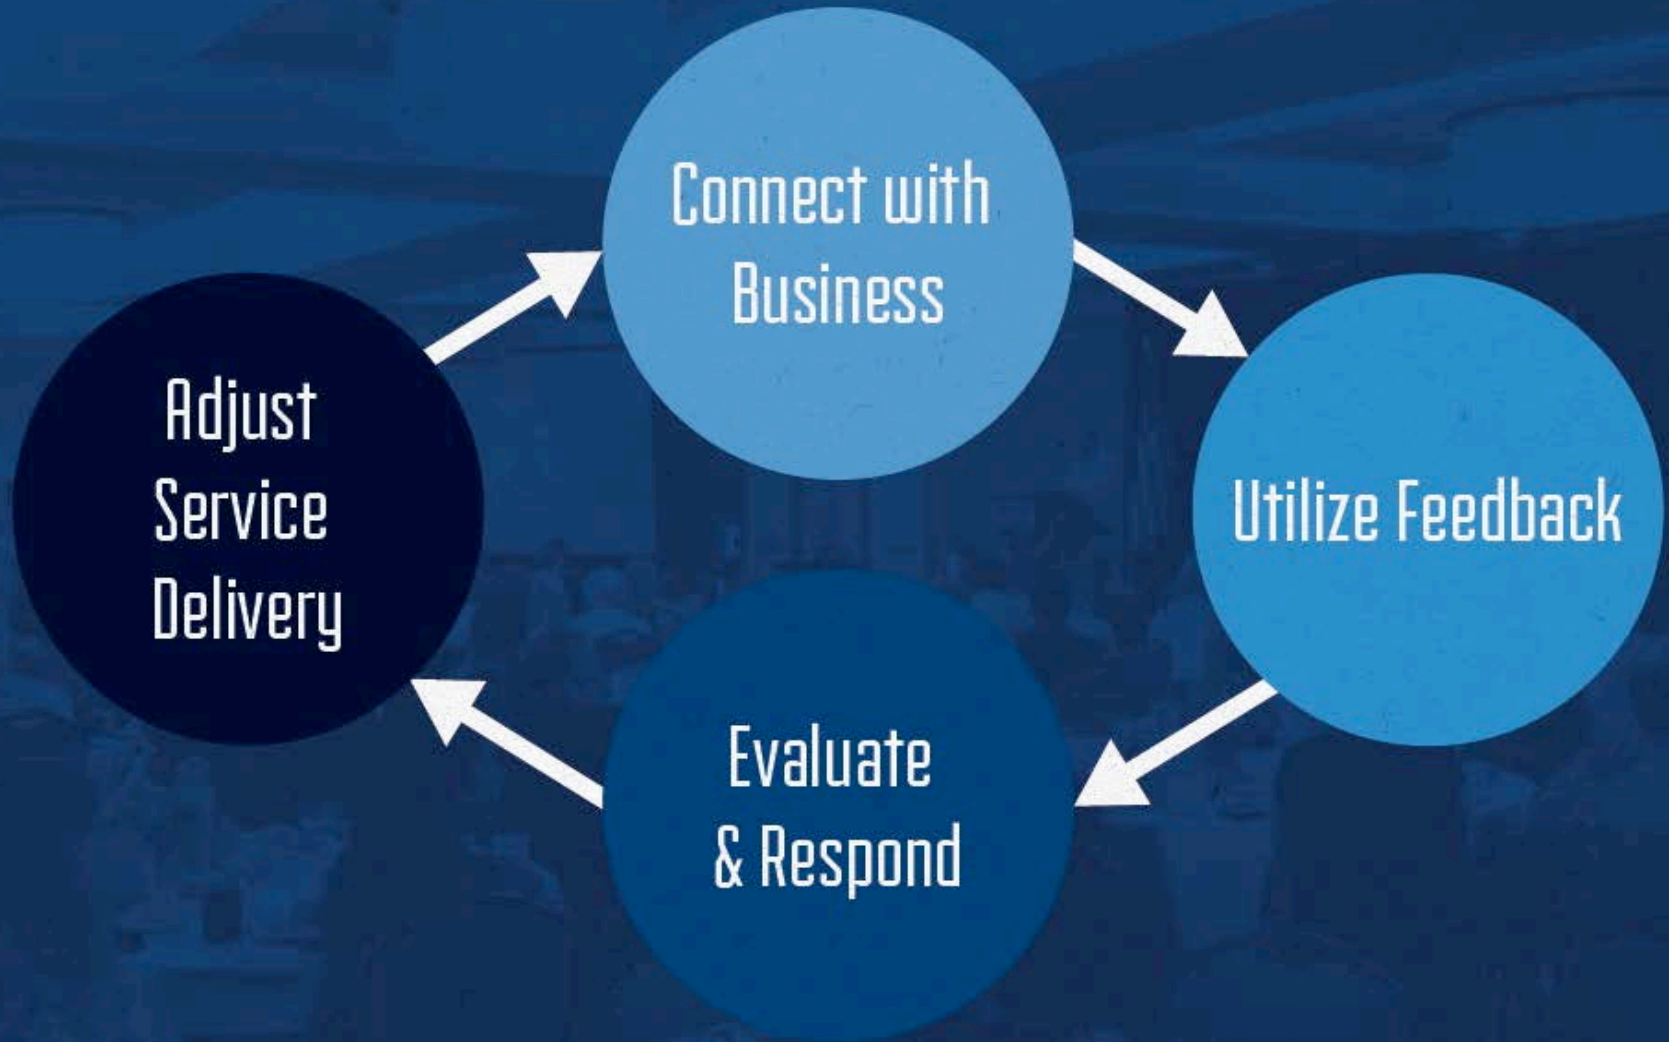 Connect with
Business
Utilize Feedback
Evaluate
& Respond
Adjust
Service
Delivery